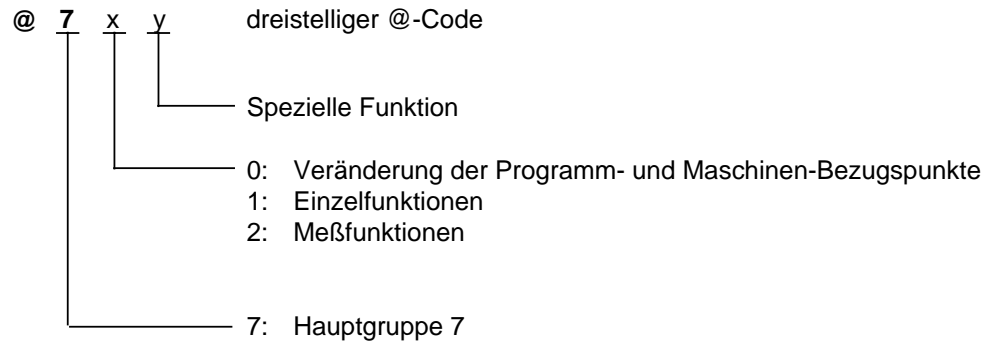 @ 7 x y dreistelliger @-Code
Spezielle Funktion
0: Veränderung der Programm- und Maschinen-Bezugspunkte
1: Einzelfunktionen
2: Meßfunktionen
7: Hauptgruppe 7